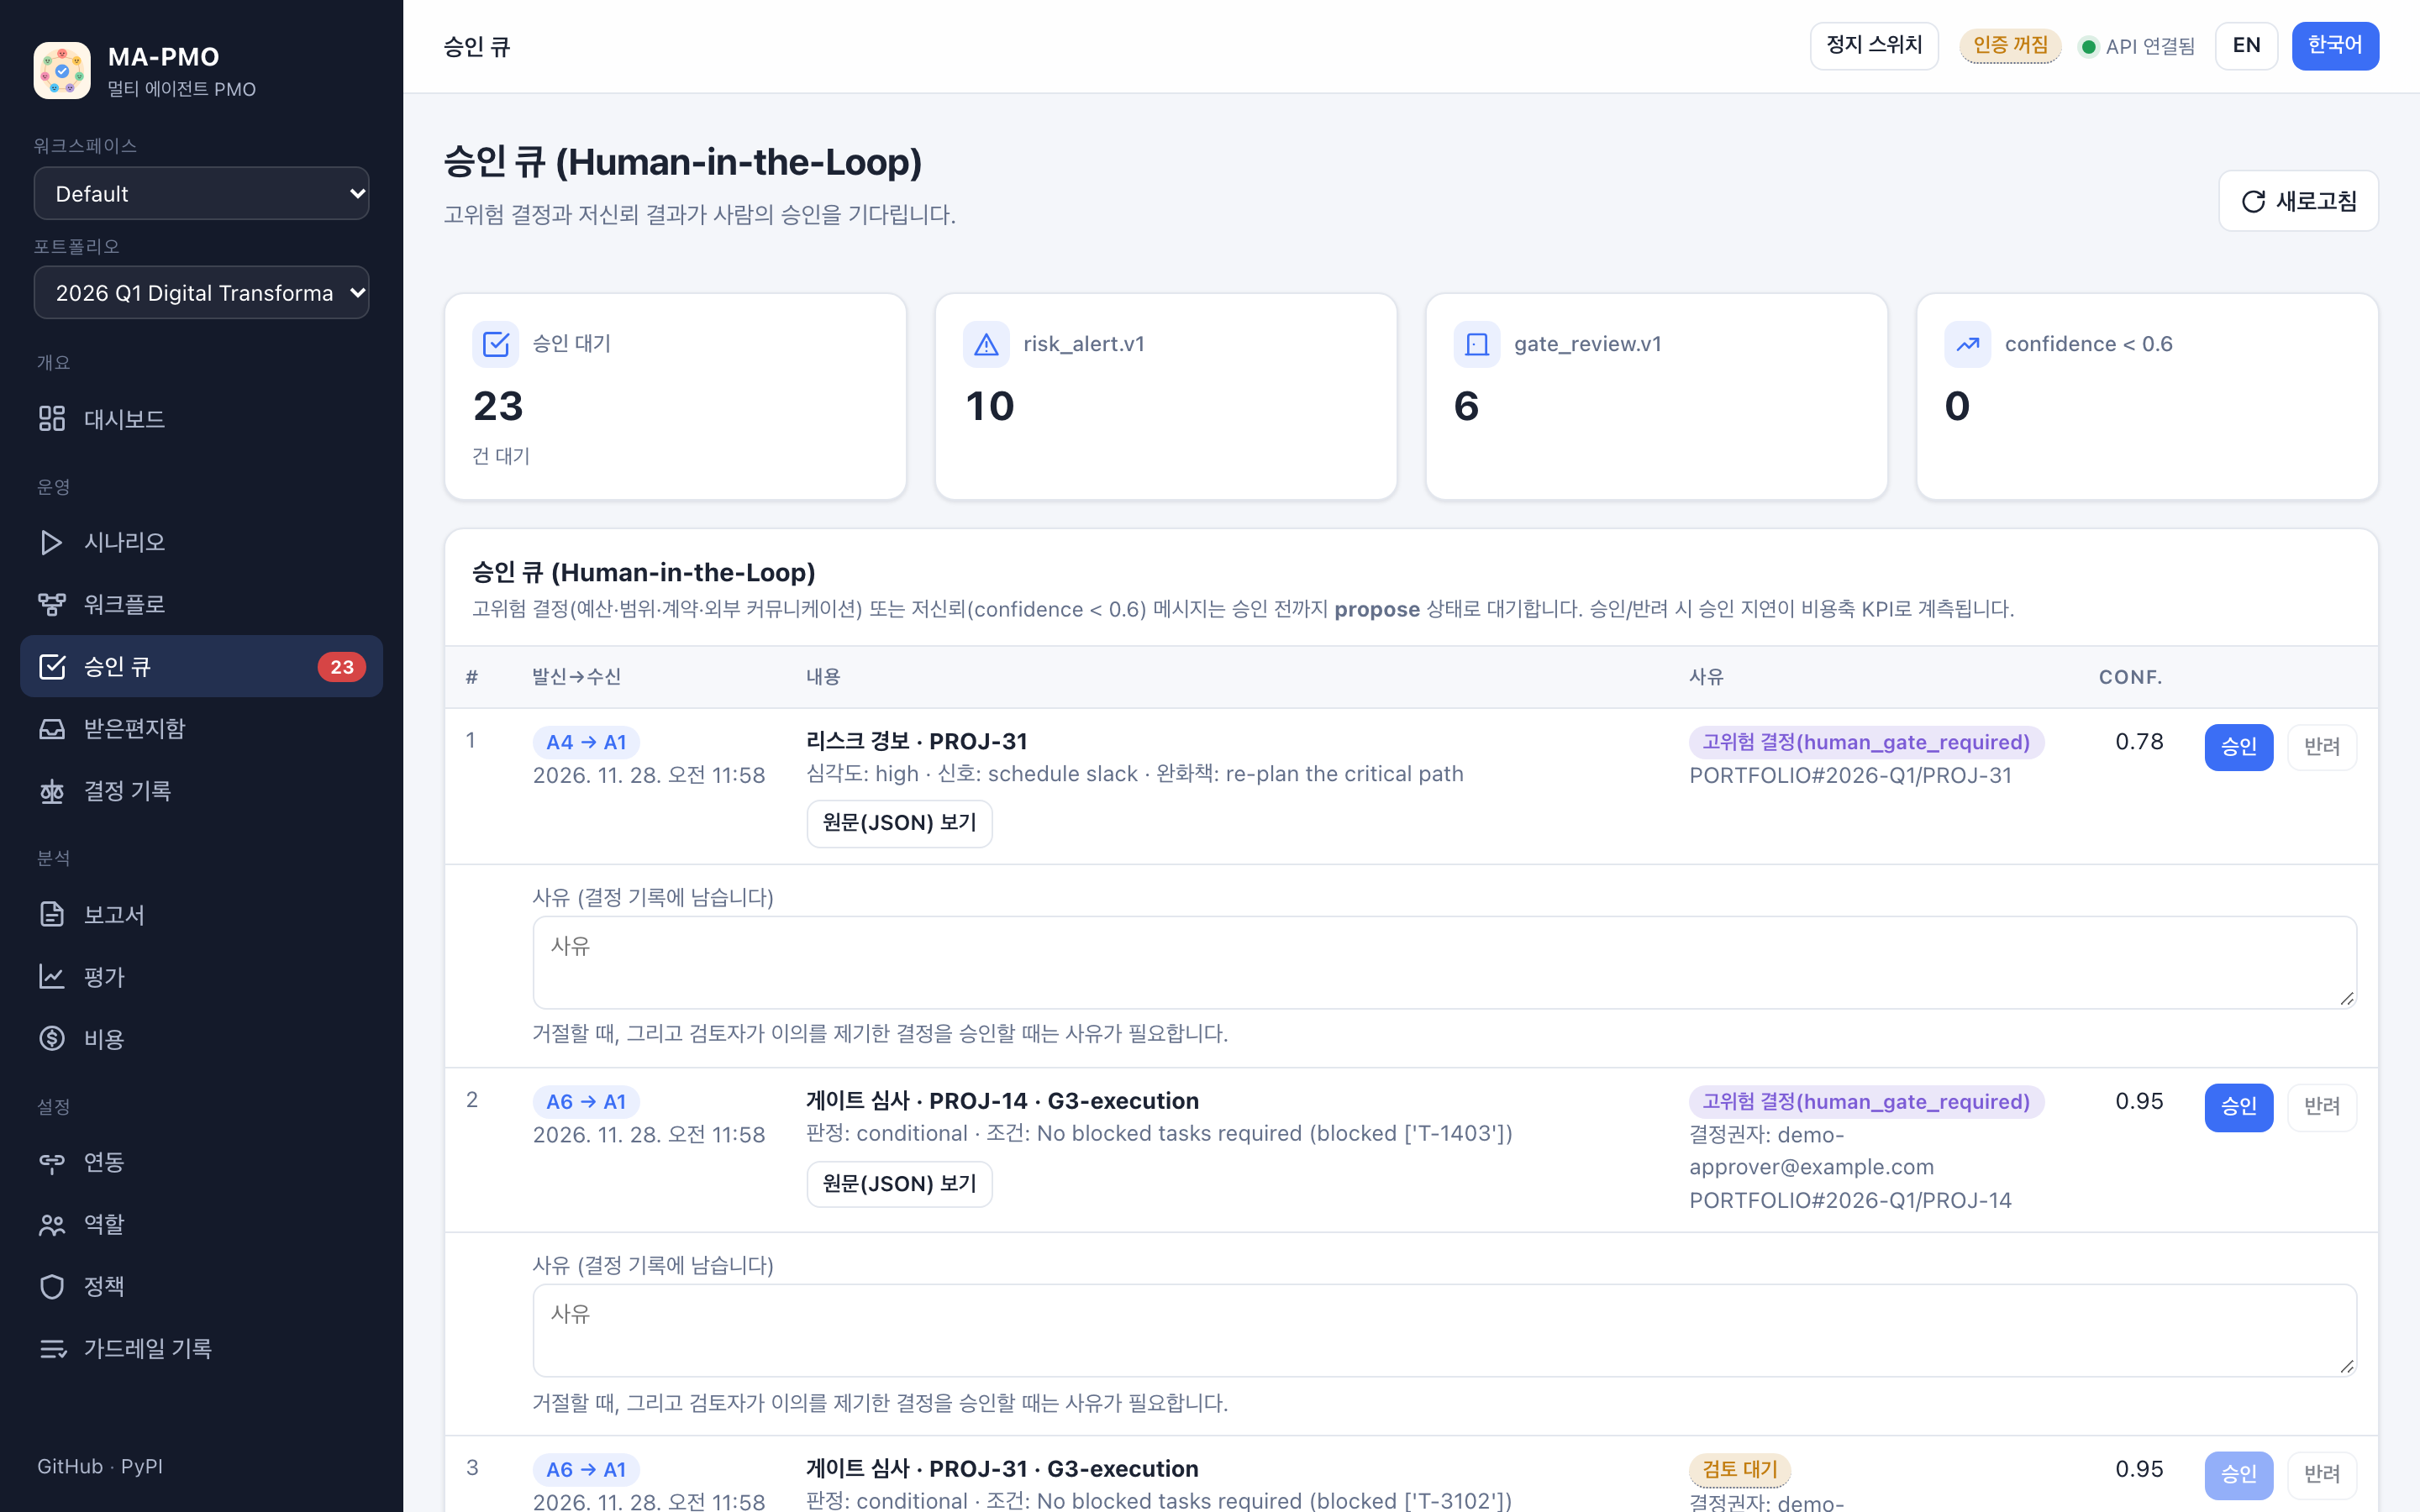 MA-PMO
멀티 에이전트 PMO
워크스페이스
Default
포트폴리오
2026 Q1 Digital Transforma
개요
대시보드
운영
시나리오
워크플로
승인 큐 23
받은편지함
결정 기록
분석
보고서
평가
비용
설정
연동
역할
정책
가드레일 기록
GitHub · PyPI
승인 큐
정지 스위치 인증 꺼짐 API 연결됨 EN 한국어
승인 큐 (Human-in-the-Loop)
고위험 결정과 저신뢰 결과가 사람의 승인을 기다립니다.
새로고침
승인 대기
23
건 대기
risk_alert.v1
10
gate_review.v1
6
confidence < 0.6
0
승인 큐 (Human-in-the-Loop)
고위험 결정(예산·범위·계약·외부 커뮤니케이션) 또는 저신뢰(confidence < 0.6) 메시지는 승인 전까지 propose 상태로 대기합니다. 승인/반려 시 승인 지연이 비용축 KPI로 계측됩니다.
# 발신→수신 내용 사유 CONF.
1 A4 → A1 리스크 경보 · PROJ-31 고위험 결정(human_gate_required) 0.78 승인 반려
2026. 11. 28. 오전 11:58 심각도: high · 신호: schedule slack · 완화책: re-plan the critical path PORTFOLIO#2026-Q1/PROJ-31
원문(JSON) 보기
사유 (결정 기록에 남습니다)
사유
거절할 때, 그리고 검토자가 이의를 제기한 결정을 승인할 때는 사유가 필요합니다.
2 A6 → A1 게이트 심사 · PROJ-14 · G3-execution 고위험 결정(human_gate_required) 0.95 승인 반려
2026. 11. 28. 오전 11:58 판정: conditional · 조건: No blocked tasks required (blocked ['T-1403']) 결정권자: demo-
approver@example.com
원문(JSON) 보기 PORTFOLIO#2026-Q1/PROJ-14
사유 (결정 기록에 남습니다)
사유
거절할 때, 그리고 검토자가 이의를 제기한 결정을 승인할 때는 사유가 필요합니다.
3 A6 → A1 게이트 심사 · PROJ-31 · G3-execution 검토 대기 0.95 승인 반려
2026. 11. 28. 오전 11:58 판정: conditional · 조건: No blocked tasks required (blocked ['T-3102']) 결정권자: demo-